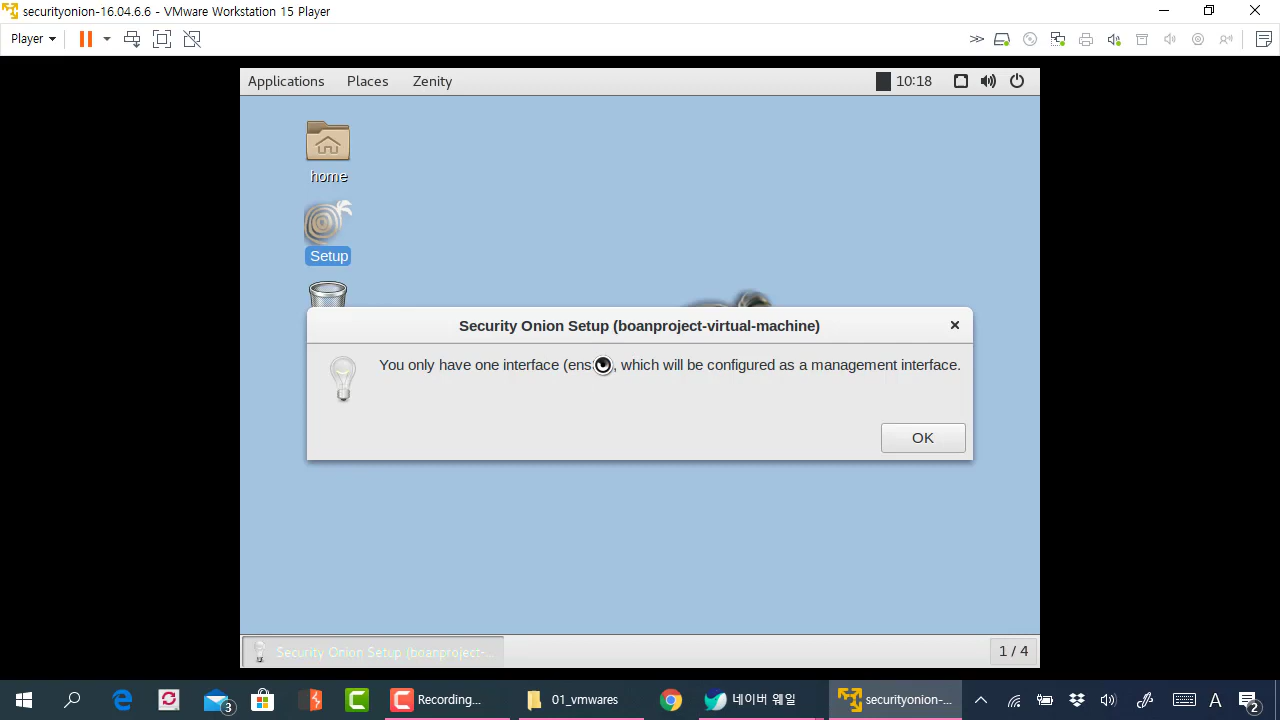 securityonion-16.04.6.6 - VMware Workstation 15 Player
Player
Applications Places Zenity 10:18
home
Setup
Security Onion Setup (boanproject-virtual-machine)
You only have one interface , which will be configured as a management interface.
OK
Security Onion Setup (boanproject-...
1 / 4
3 Recording... 01_vmwares 네이버 웨일 securityonion-... A 2